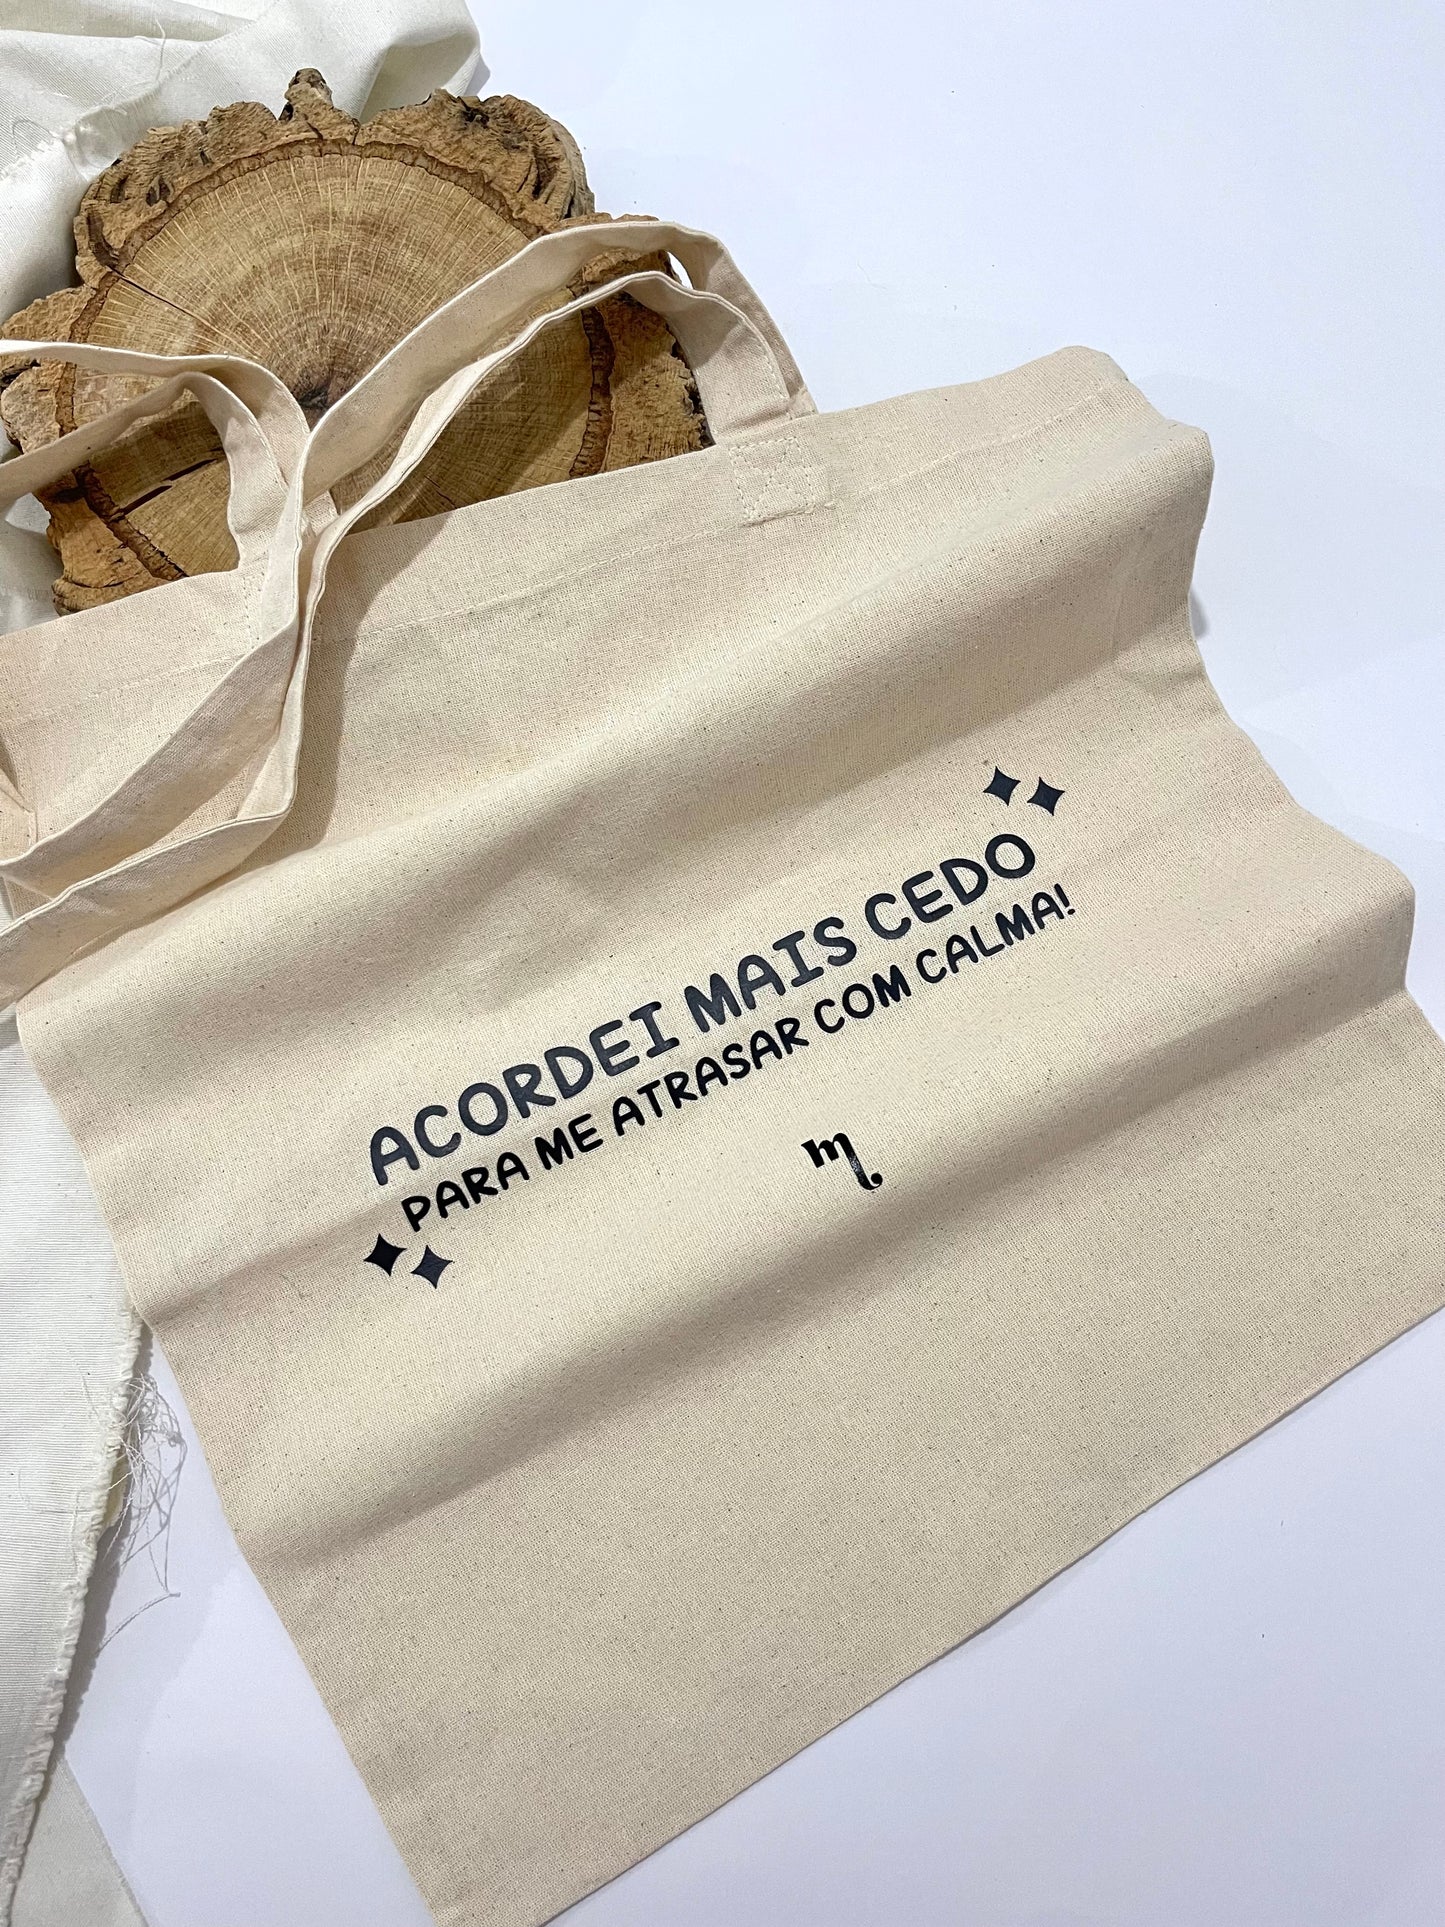 ACORDEI MAIS CEDO
PARA ME ATRASAR COM CALMA!
m